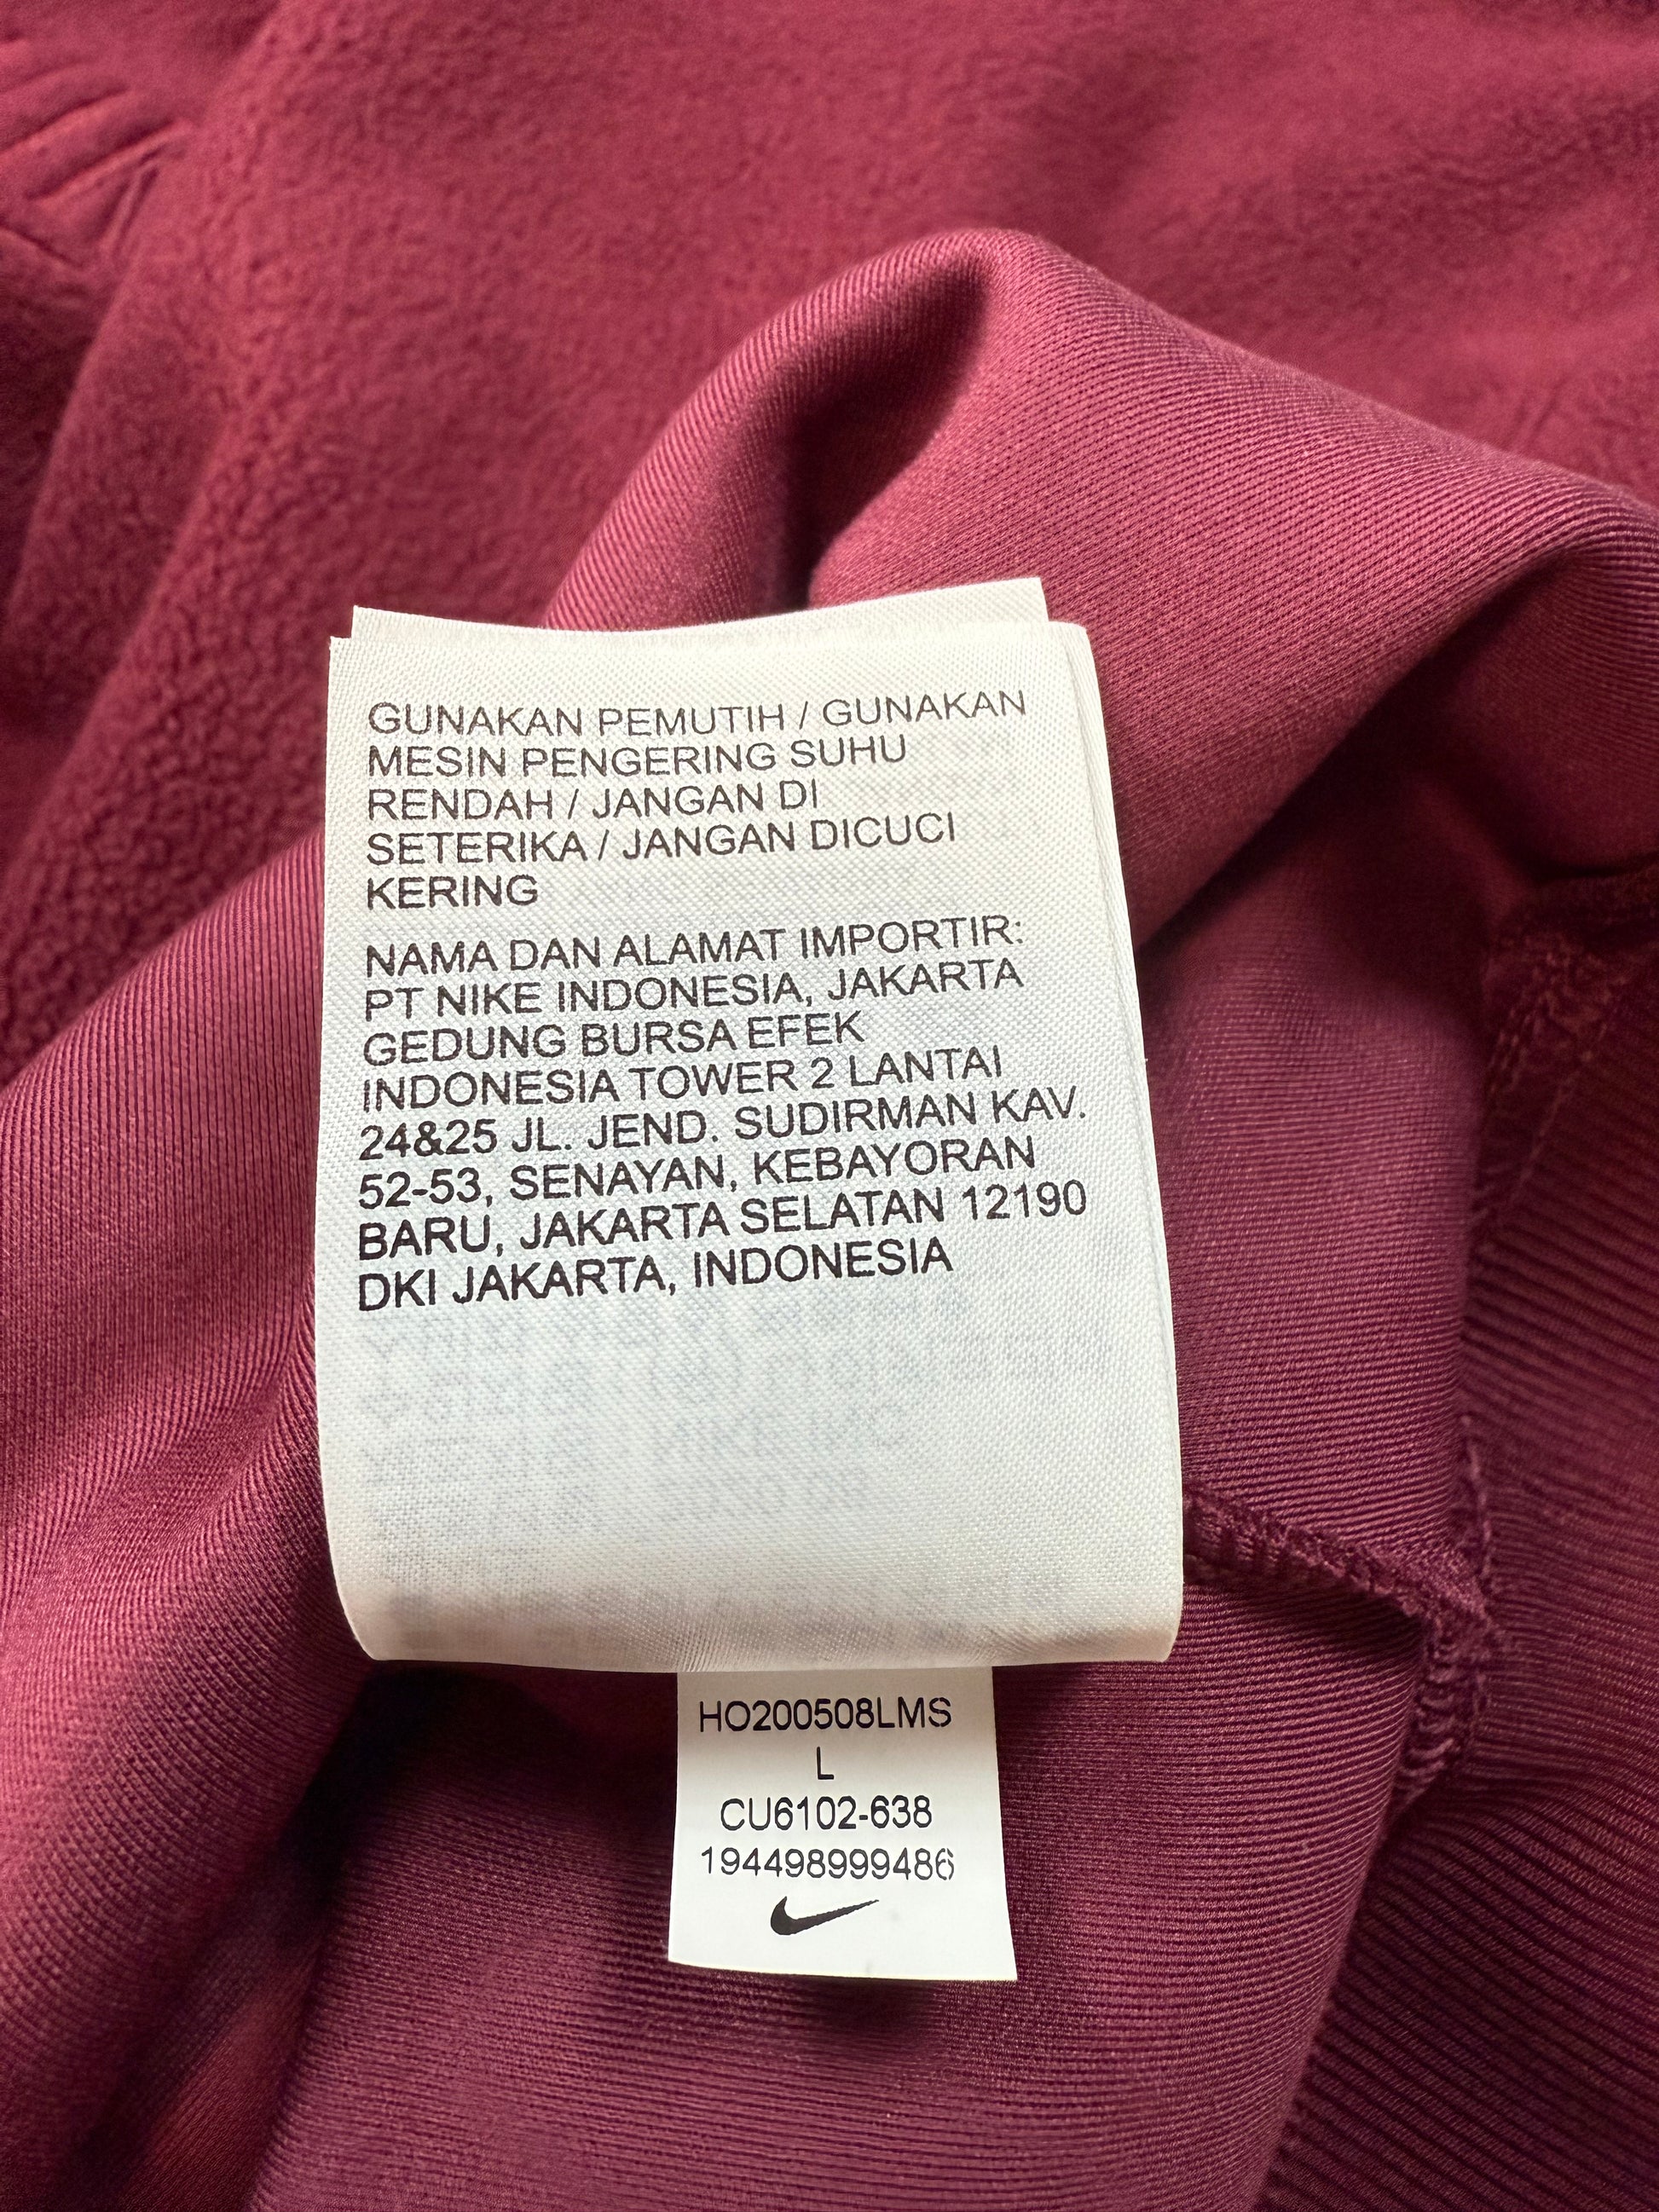 GUNAKAN PEMUTIH / GUNAKAN
MESIN PENGERING SUHU
RENDAH / JANGAN DI
SETERIKA / JANGAN DICUCI
KERING
NAMA DAN ALAMAT IMPORTIR:
PT NIKE INDONESIA, JAKARTA
GEDUNG BURSA EFEK
INDONESIA TOWER 2 LANTAI
24&25 JL. JEND. SUDIRMAN KAV.
52-53, SENAYAN, KEBAYORAN
BARU, JAKARTA SELATAN 12190
DKI JAKARTA, INDONESIA
HO200508LMS
L
CU6102-638
194498999486